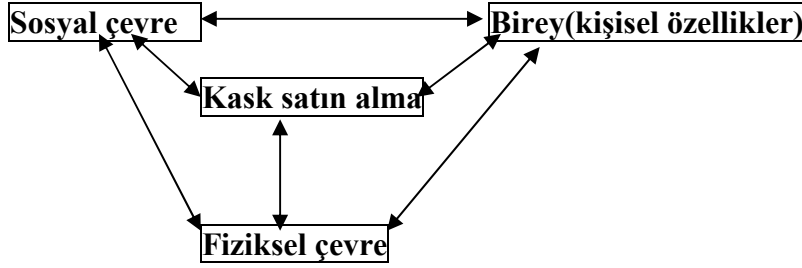 Sosyal çevre
Birey(kişisel özellikler)
Kask satın alma
Fiziksel çevre